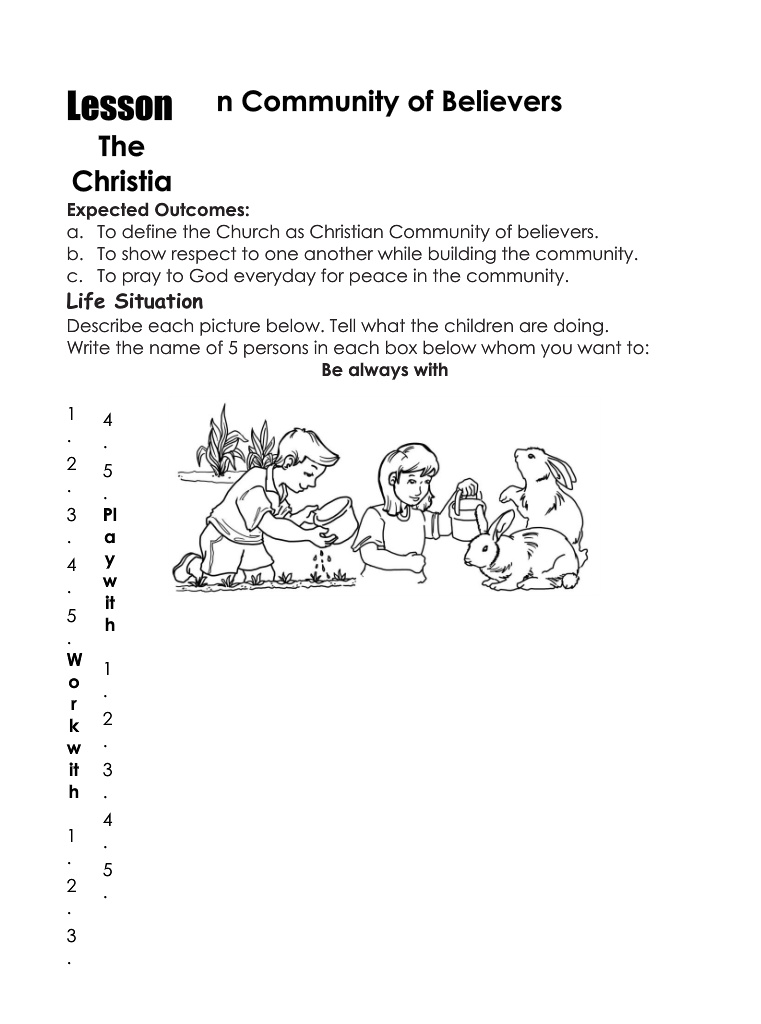 Lesson
The
Christia
n Community of Believers
Expected Outcomes:
a. To define the Church as Christian Community of believers.
b. To show respect to one another while building the community.
c. To pray to God everyday for peace in the community.
Life Situation
Describe each picture below. Tell what the children are doing.
Write the name of 5 persons in each box below whom you want to:
Be always with
1
.
2
.
3
.
4
.
5
.
W
o
r
k
w
it
h
1
.
2
.
3
.
4
.
5
.
Pl
a
y
w
it
h
1
.
2
.
3
.
4
.
5
.